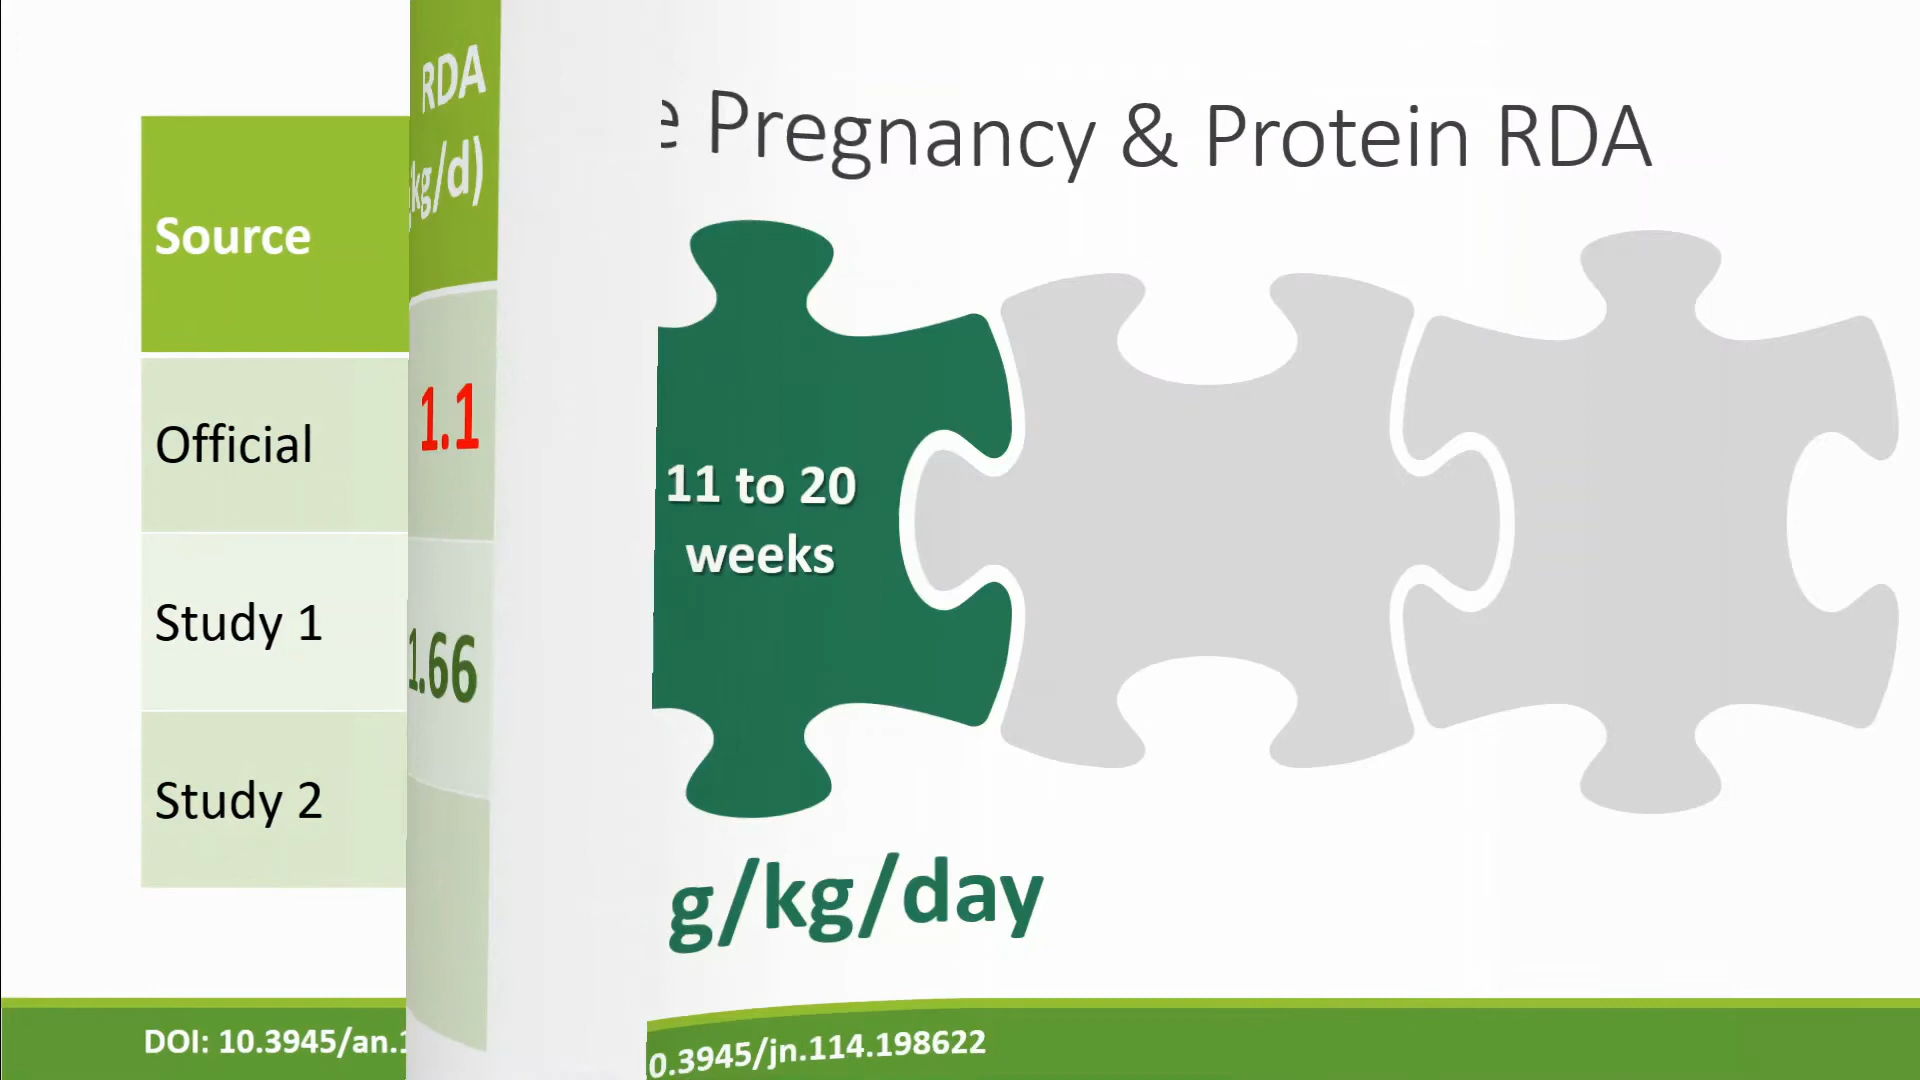 Source
RDA
kg/d)
Official
1.1
Study 1
1.66
Study 2
DOI: 10.3945/an.
Pregnancy & Protein RDA
11 to 20
weeks
g/kg/day
0.3945/jn.114.198622